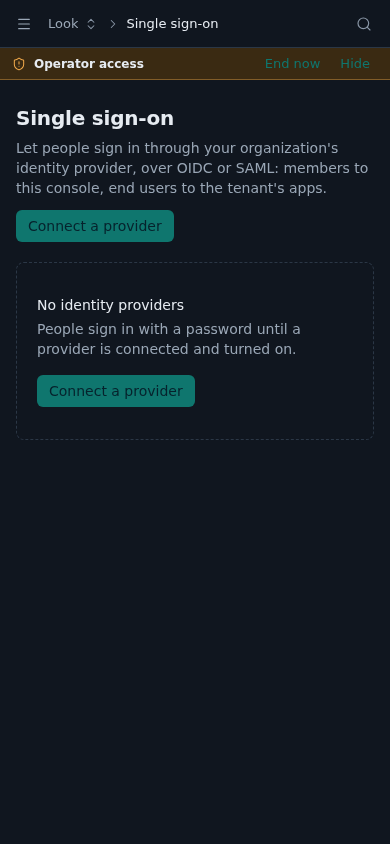 Look
Single sign-on
Operator access
End now
Hide
Single sign-on
Let people sign in through your organization's
identity provider, over OIDC or SAML: members to
this console, end users to the tenant's apps.
Connect a provider
No identity providers
People sign in with a password until a
provider is connected and turned on.
Connect a provider